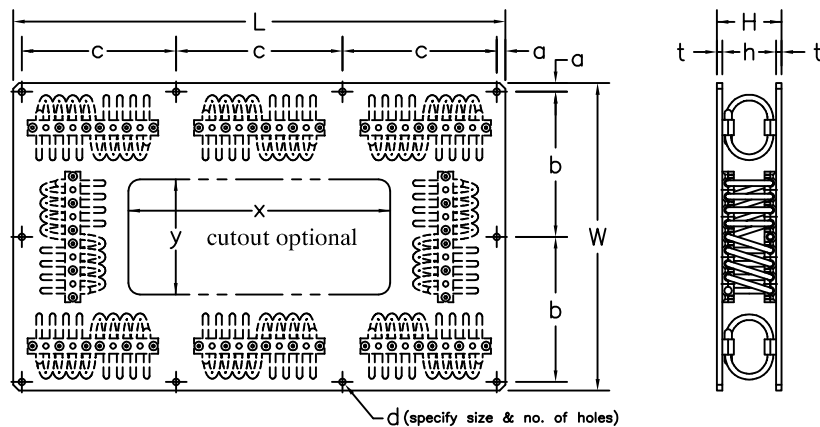 L
H
c c c a
a
t h t
b
x
y cutout optional
W
b
d (specify size & no. of holes)